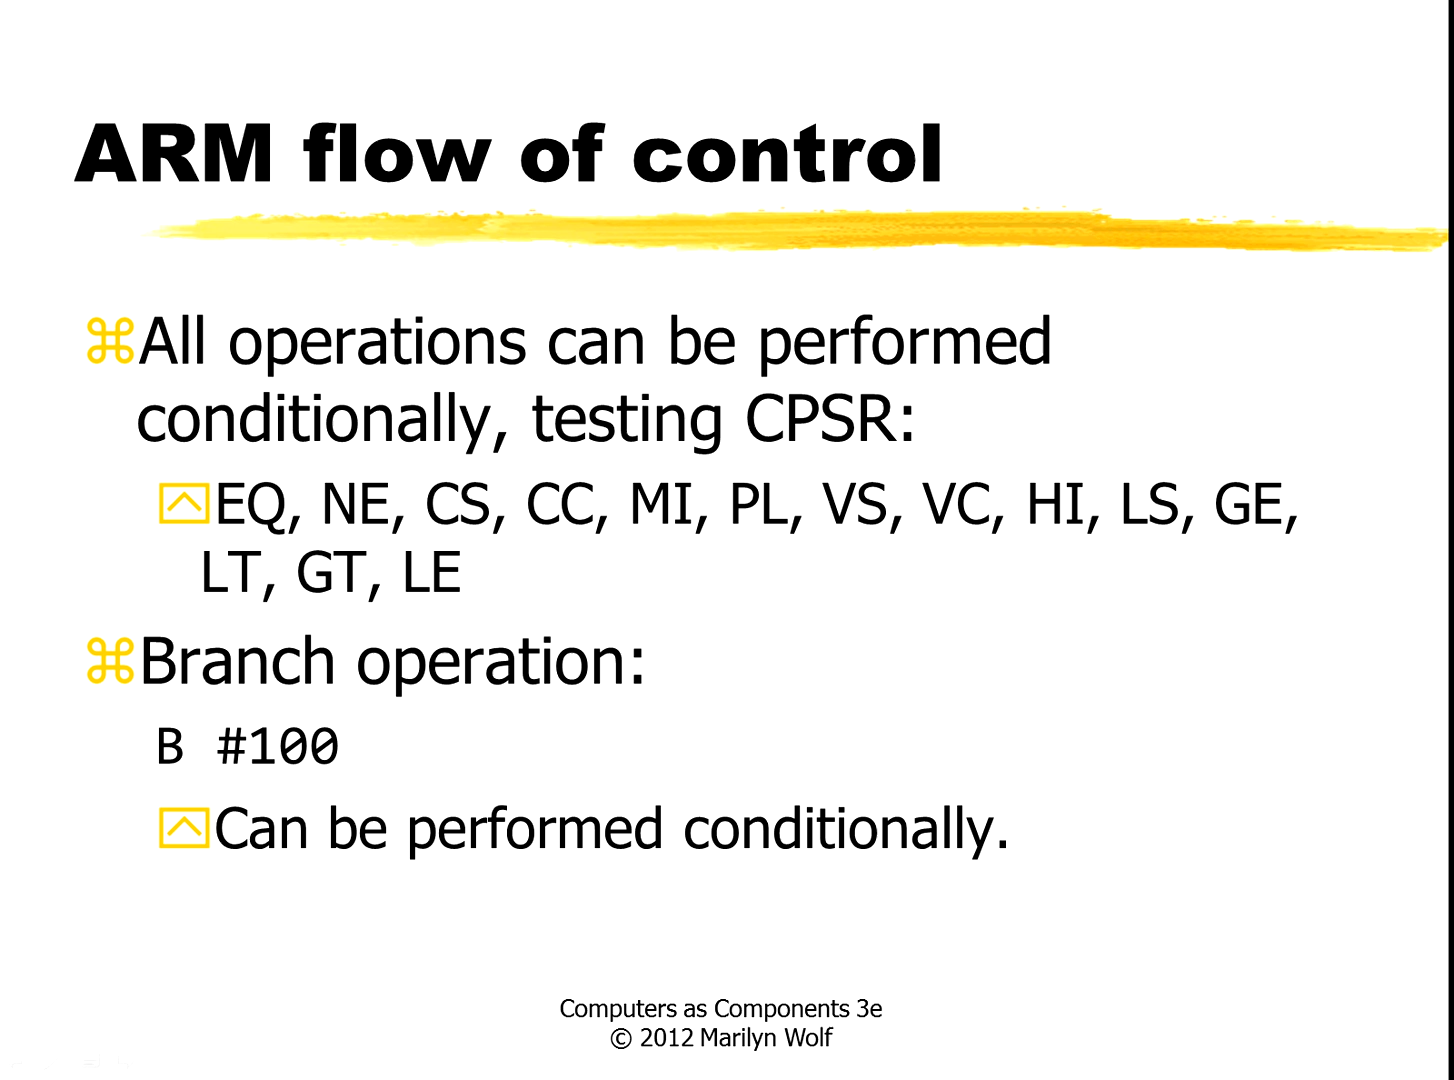 ARM flow of control
⌘All operations can be performed
conditionally, testing CPSR:
EQ, NE, CS, CC, MI, PL, VS, VC, HI, LS, GE,
LT, GT, LE
⌘Branch operation:
B #100
Can be performed conditionally.
Computers as Components 3e
© 2012 Marilyn Wolf